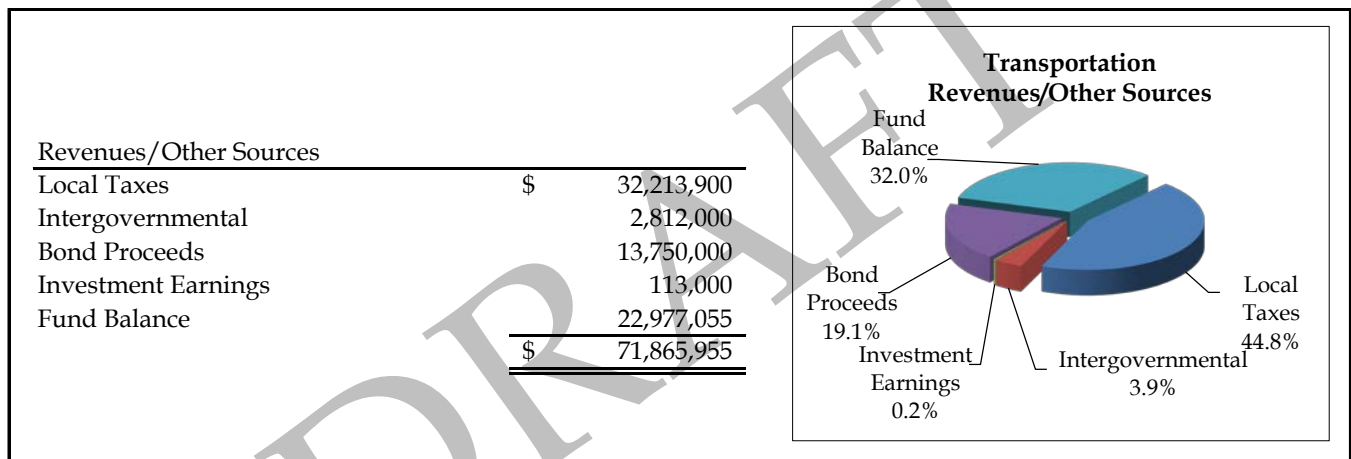 Revenues/Other Sources
Local Taxes $ 32,213,900
Intergovernmental 2,812,000
Bond Proceeds 13,750,000
Investment Earnings 113,000
Fund Balance 22,977,055
$ 71,865,955
Transportation
Revenues/Other Sources
Fund
Balance
32.0%
Bond
Proceeds
19.1%
Investment
Earnings
0.2%
Intergovernmental
3.9%
Local
Taxes
44.8%
DRAFT